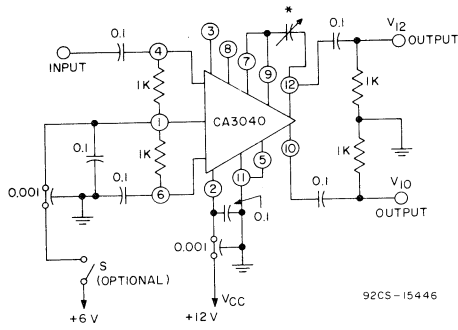 *
0.1
3
8
7
0.1
V12
OUTPUT
0.1
4
INPUT
9
12
1K
1K
1
CA3040
0.1
1K
0.1
6
10
1K
0.001
2
11
5
0.1
V10
OUTPUT
0.1
0.001
S
(OPTIONAL)
VCC
+6 V
+12 V
92CS-15446